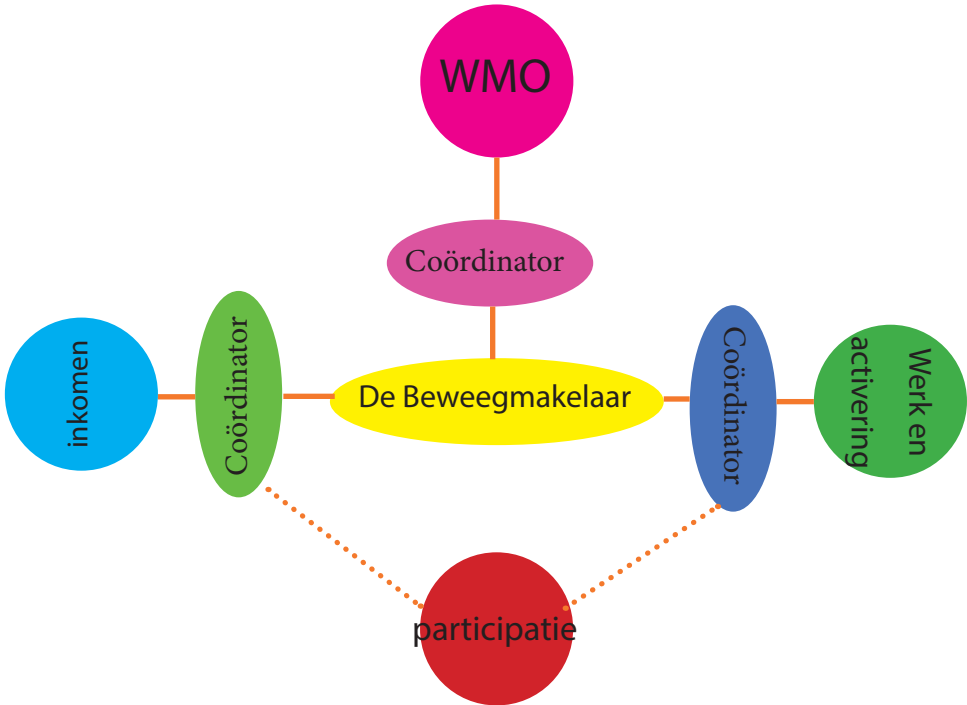 WMO
Coördinator
inkomen
Coördinator
De Beweegmakelaar
Coördinator
Werk en
activering
participatie